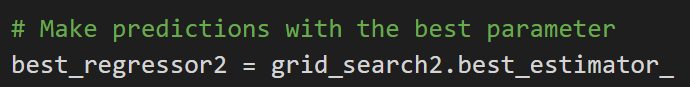 # Make predictions with the best parameter
best_regressor2 = grid_search2.best_estimator_